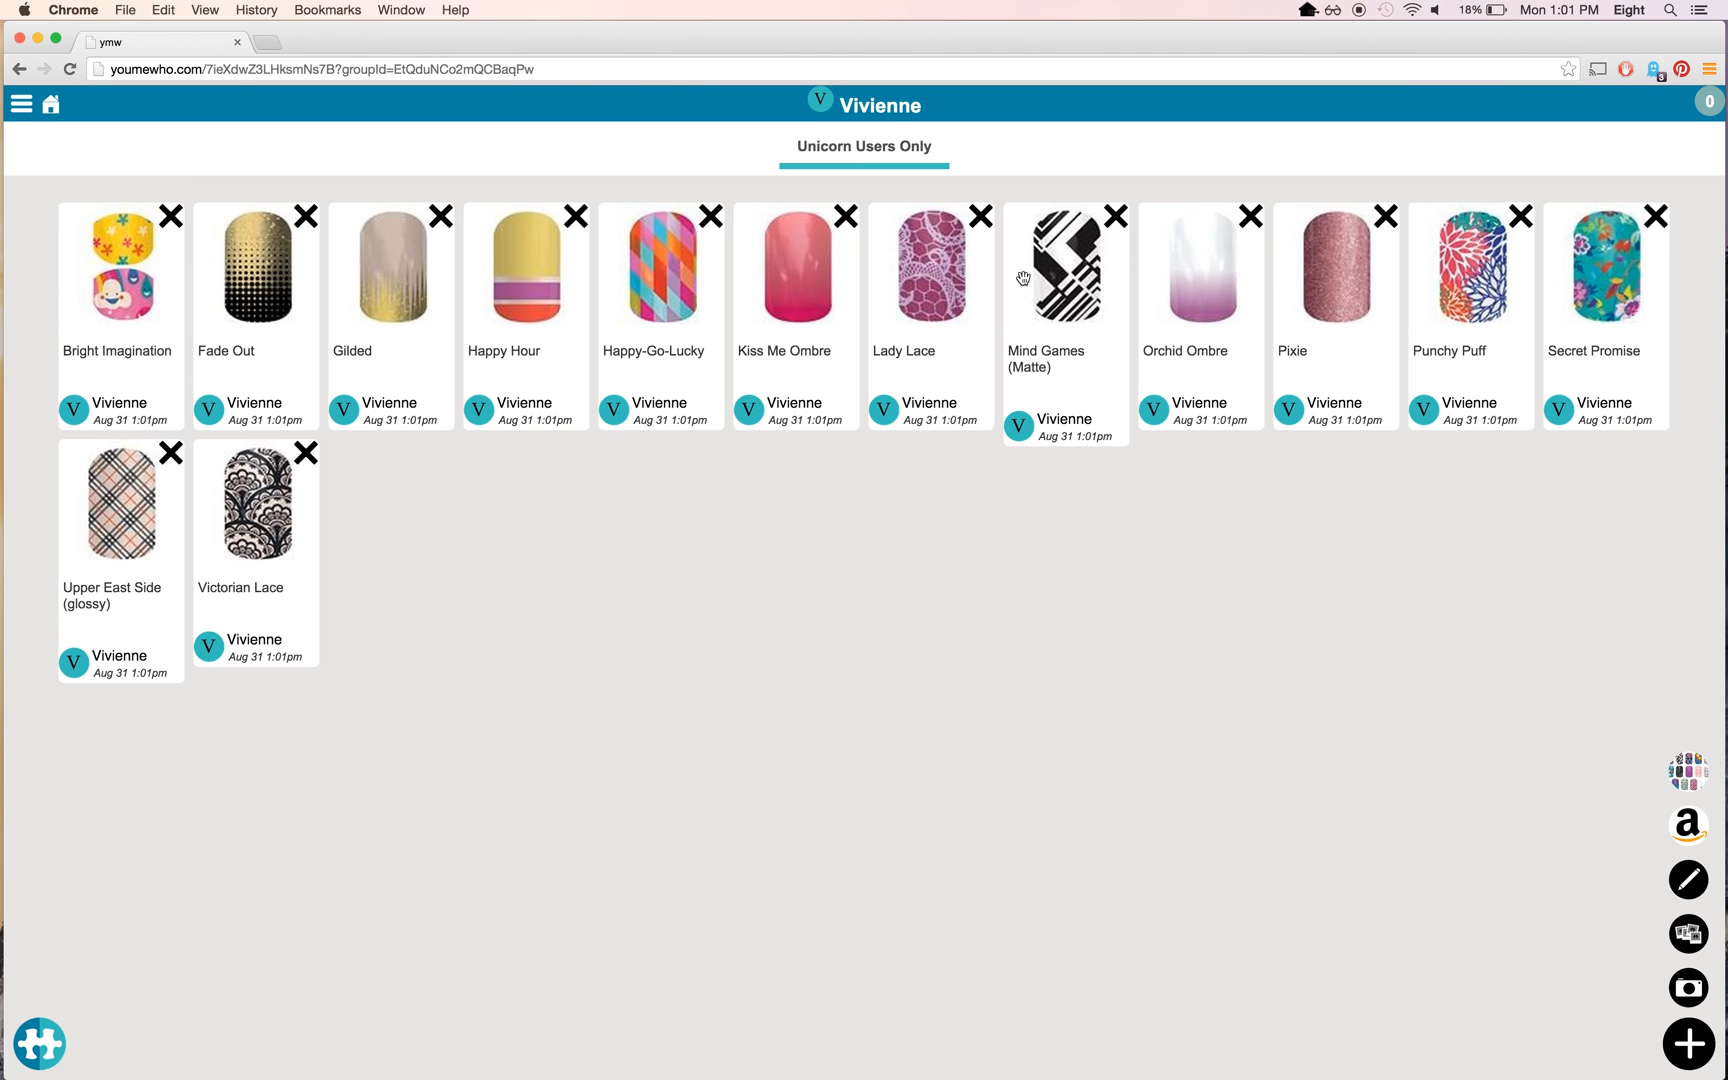 Chrome File Edit View History Bookmarks Window Help 18% Mon 1:01 PM Eight
ymw
youmewho.com/7ieXdwZ3LHksmNs7B?groupId=EtQduNCo2mQCBaqPw 3
V Vivienne 0
Unicorn Users Only
Bright Imagination Fade Out Gilded Happy Hour Happy-Go-Lucky Kiss Me Ombre Lady Lace Mind Games Orchid Ombre Pixie Punchy Puff Secret Promise
(Matte)
V Vivienne V Vivienne V Vivienne V Vivienne V Vivienne V Vivienne V Vivienne V Vivienne V Vivienne V Vivienne V Vivienne V Vivienne
Aug 31 1:01pm Aug 31 1:01pm Aug 31 1:01pm Aug 31 1:01pm Aug 31 1:01pm Aug 31 1:01pm Aug 31 1:01pm Aug 31 1:01pm Aug 31 1:01pm Aug 31 1:01pm Aug 31 1:01pm Aug 31 1:01pm
Upper East Side Victorian Lace
(glossy)
V Vivienne V Vivienne
Aug 31 1:01pm Aug 31 1:01pm
a